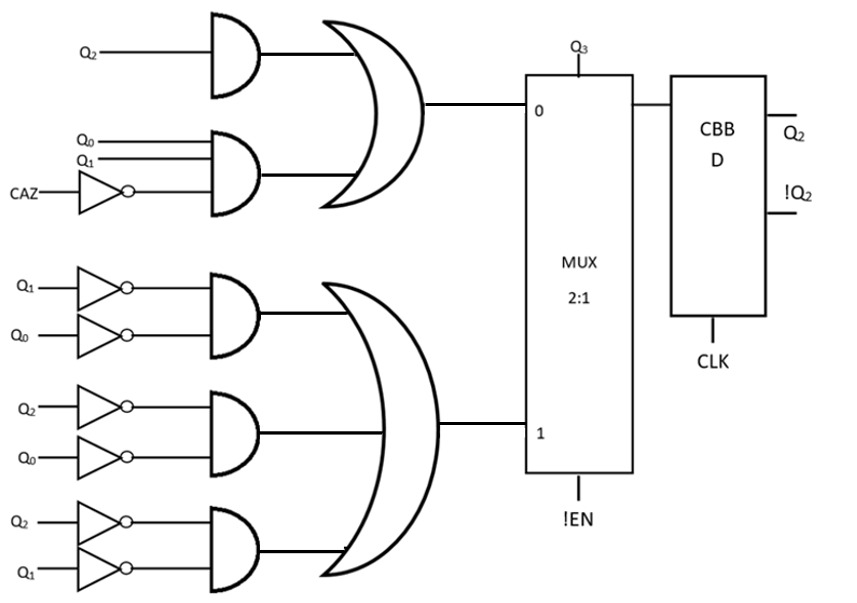 Q₂
Q₀
Q₁
CAZ
Q₁
Q₀
Q₂
Q₀
Q₂
Q₁
Q₃
0
MUX
2:1
1
!EN
CBB
D
Q₂
!Q₂
CLK